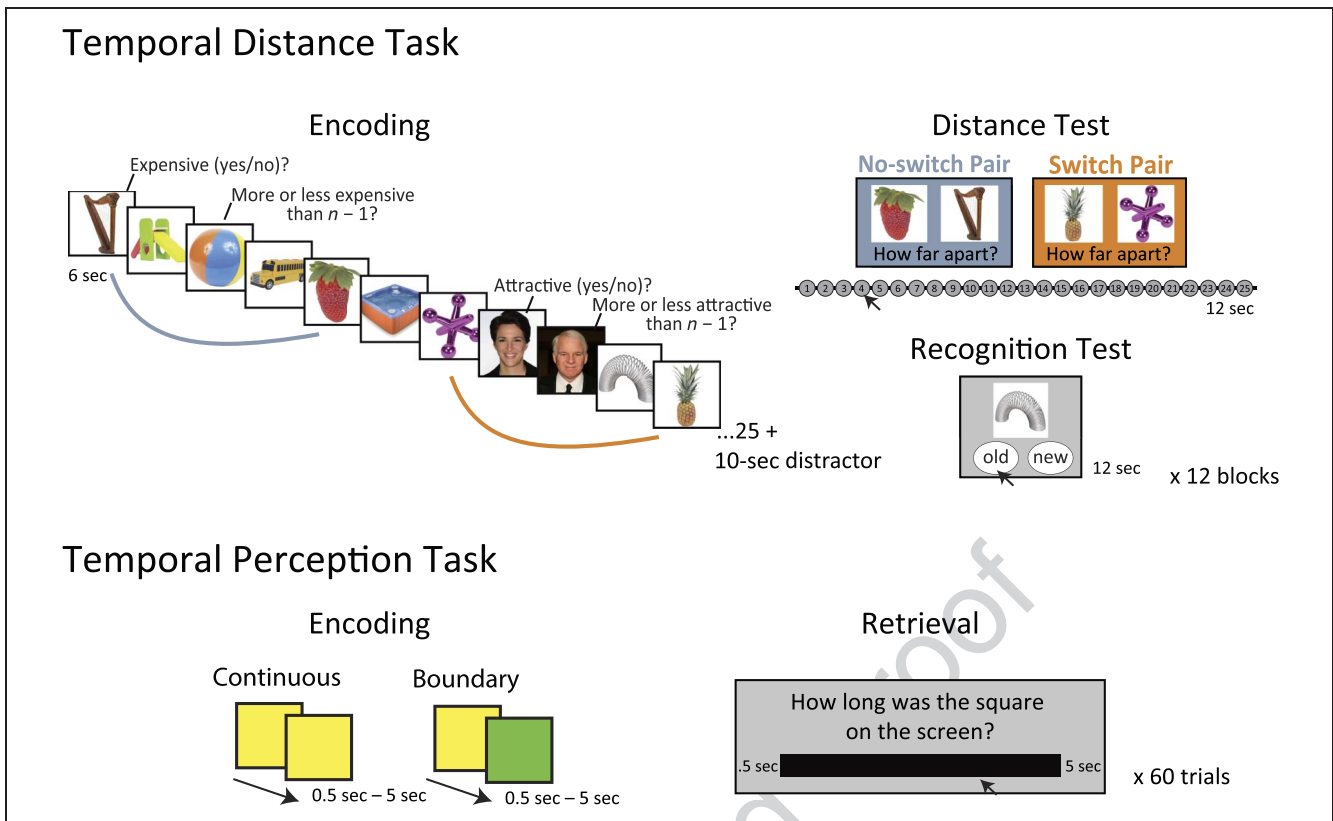 Temporal Distance Task
Encoding
Expensive (yes/no)?
More or less expensive
than n − 1?
6 sec
Attractive (yes/no)?
More or less attractive
than n − 1?
...25 +
10-sec distractor
Distance Test
No-switch Pair
Switch Pair
How far apart?
How far apart?
1 2 3 4 5 6 7 8 9 10 11 12 13 14 15 16 17 18 19 20 21 22 23 24 25
12 sec
Recognition Test
old
new
12 sec
x 12 blocks
Temporal Perception Task
Encoding
Continuous
Boundary
0.5 sec – 5 sec
0.5 sec – 5 sec
Retrieval
How long was the square
on the screen?
.5 sec
5 sec
x 60 trials